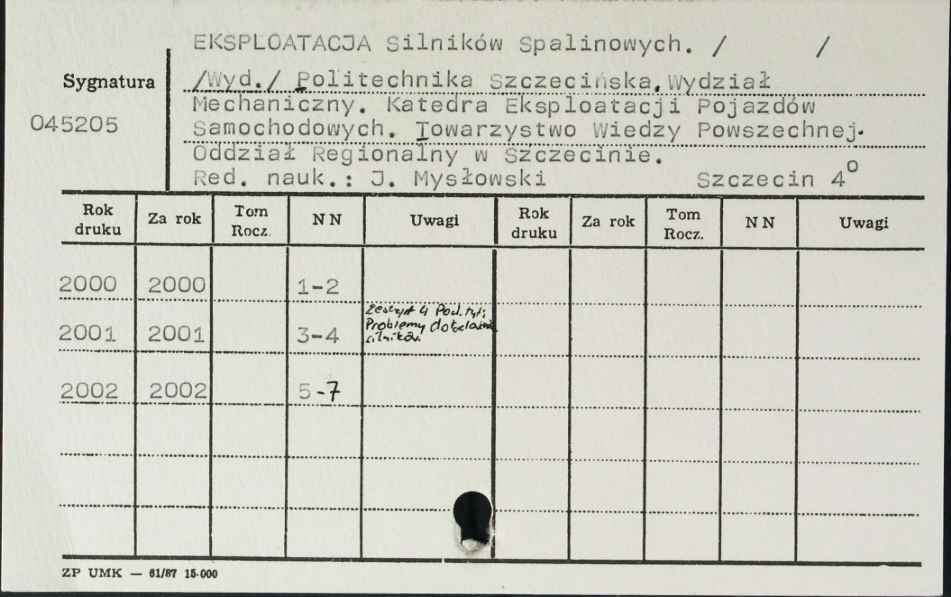 EKSPLOATACJA Silników Spalinowych. / /
Sygnatura
045205
/Wyd./ Politechnika Szczecińska, Wydział
Mechaniczny. Katedra Eksploatacji Pojazdów
Samochodowych. Towarzystwo Wiedzy Powszechnej.
Oddział Regionalny w Szczecinie.
Red. nauk.: J. Mysłowski Szczecin 4°
Rok druku Za rok Tom Rocz. NN Uwagi Rok druku Za rok Tom Rocz. NN Uwagi
2000 2000 1-2
Zeszyt 4 Pod. tyt:
2001 2001 3-4 Problemy
silników.
2002 2002 5-7
ZP UMK — 61/87 15-000